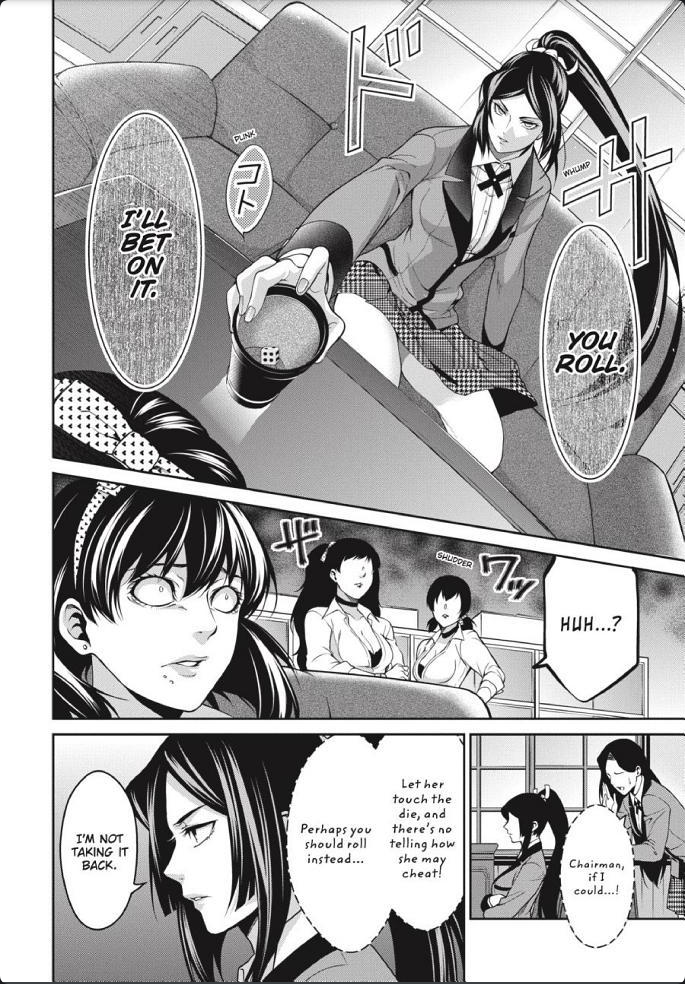 ドサッ
WHUMP
YOU
ROLL.
コト
PLINK
I'LL
BET
ON
IT.
HUH...?
ザワッ
SHUDDER
Chairman,
if I
could...!
Let her
touch the
die, and
there's no
telling how
she may
cheat!
Perhaps you
should roll
instead...
I'M NOT
TAKING IT
BACK.